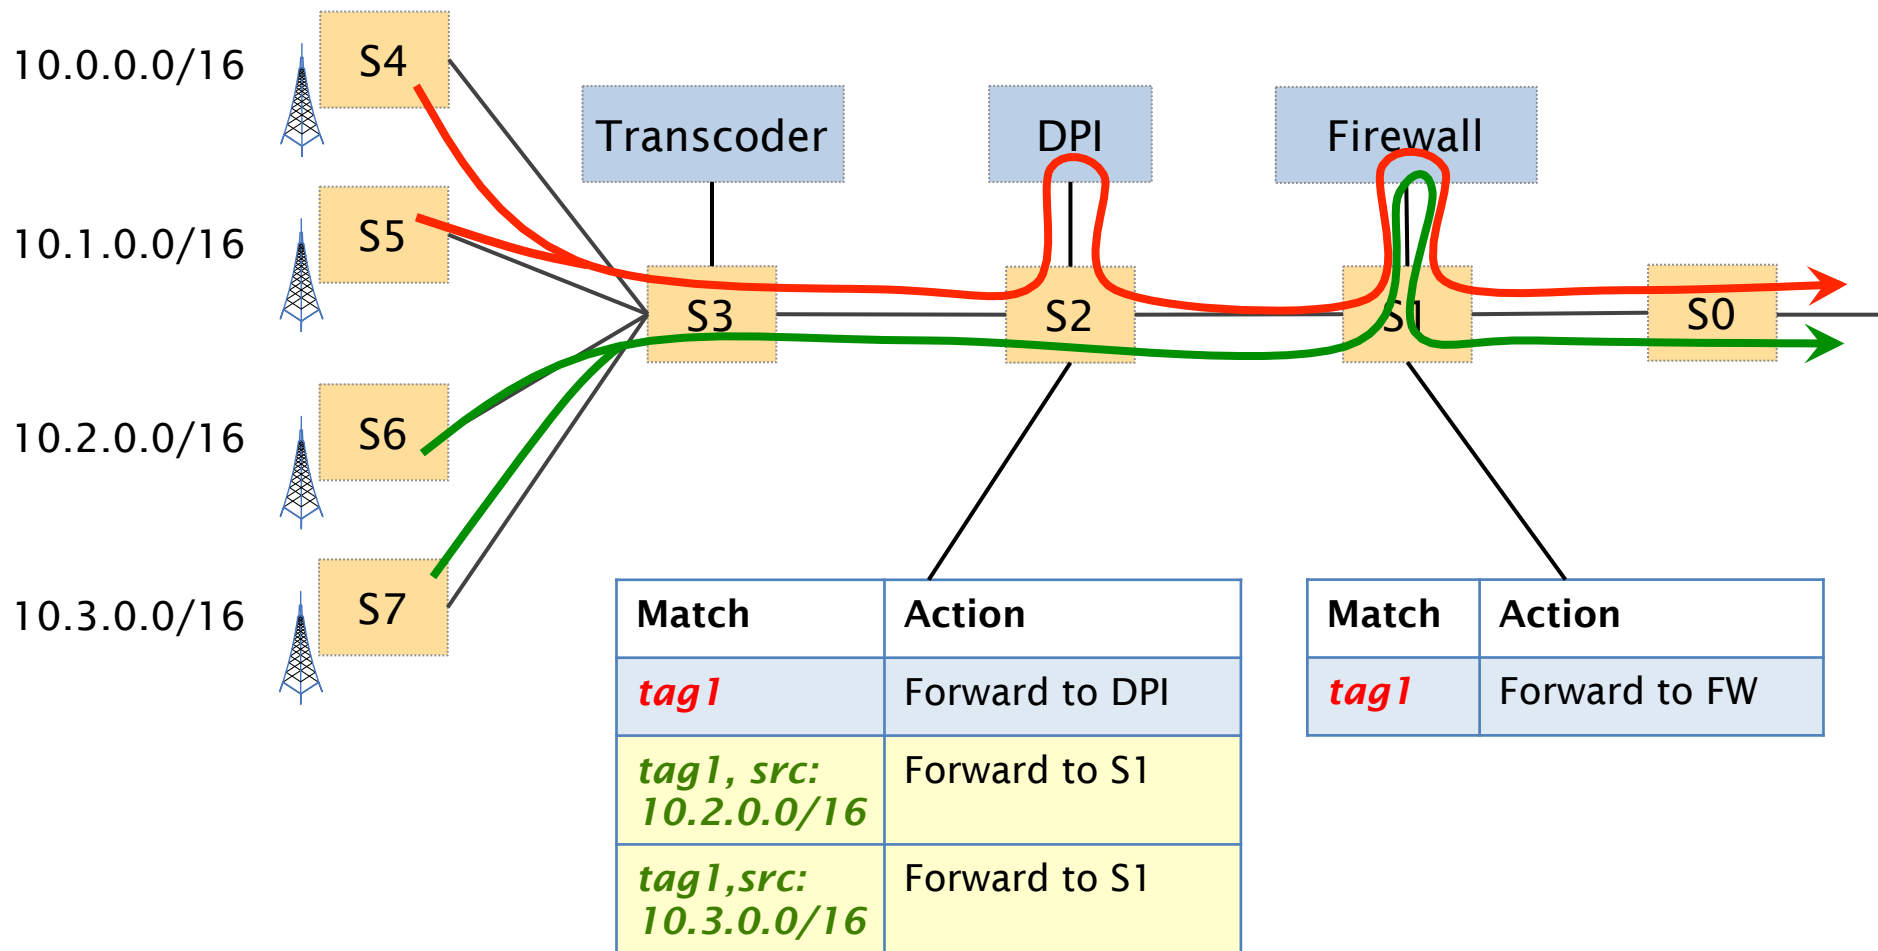 10.0.0.0/16
S4
Transcoder
DPI
Firewall
10.1.0.0/16
S5
S3
S2
S1
S0
10.2.0.0/16
S6
10.3.0.0/16
S7
Match Action
tag1 Forward to DPI
tag1, src: Forward to S1
10.2.0.0/16
tag1,src: Forward to S1
10.3.0.0/16
Match Action
tag1 Forward to FW